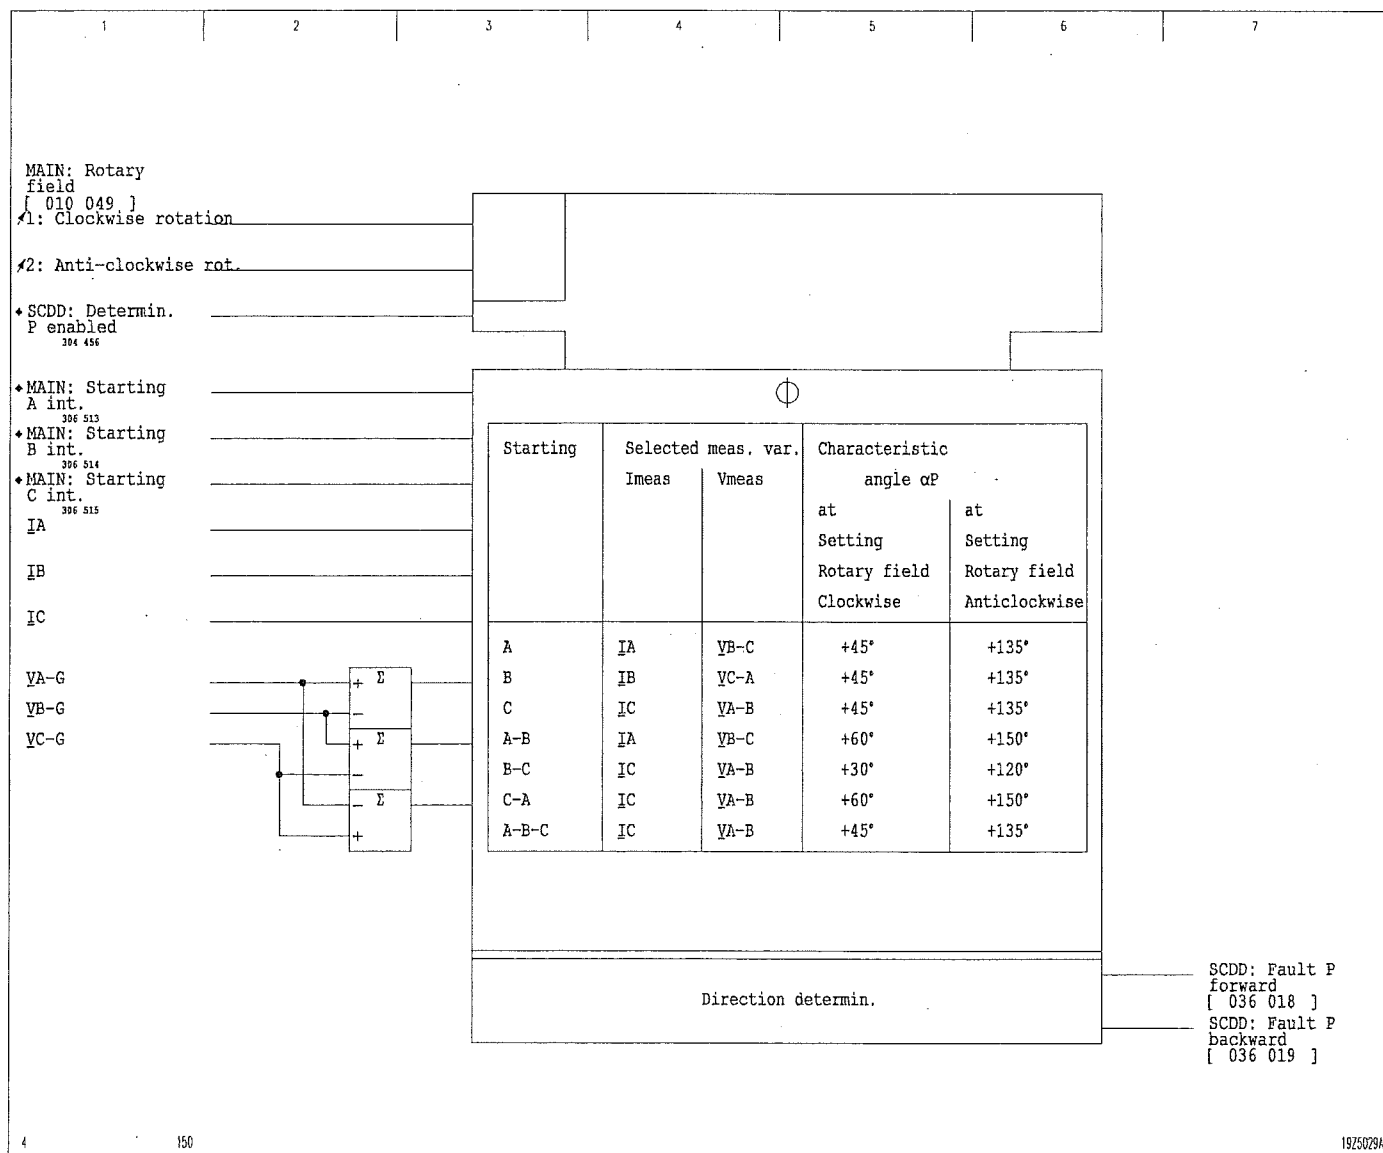 1 2 3 4 5 6 7
MAIN: Rotary
field
[ 010 049 ]
1: Clockwise rotation
2: Anti-clockwise rot.
SCDD: Determin.
P enabled
304 456
MAIN: Starting
A int.
306 513
MAIN: Starting
B int.
306 514
MAIN: Starting
C int.
306 515
IA
IB
IC
VA-G
VB-G
VC-G
+ Σ
-
+ Σ
-
- Σ
+
Starting Selected meas. var. Characteristic
Imeas Vmeas angle αP
at at
Setting Setting
Rotary field Rotary field
Clockwise Anticlockwise
A IA VB-C +45° +135°
B IB VC-A +45° +135°
C IC VA-B +45° +135°
A-B IA VB-C +60° +150°
B-C IC VA-B +30° +120°
C-A IC VA-B +60° +150°
A-B-C IC VA-B +45° +135°
Direction determin.
SCDD: Fault P
forward
[ 036 018 ]
SCDD: Fault P
backward
[ 036 019 ]
4 150 19Z5029A